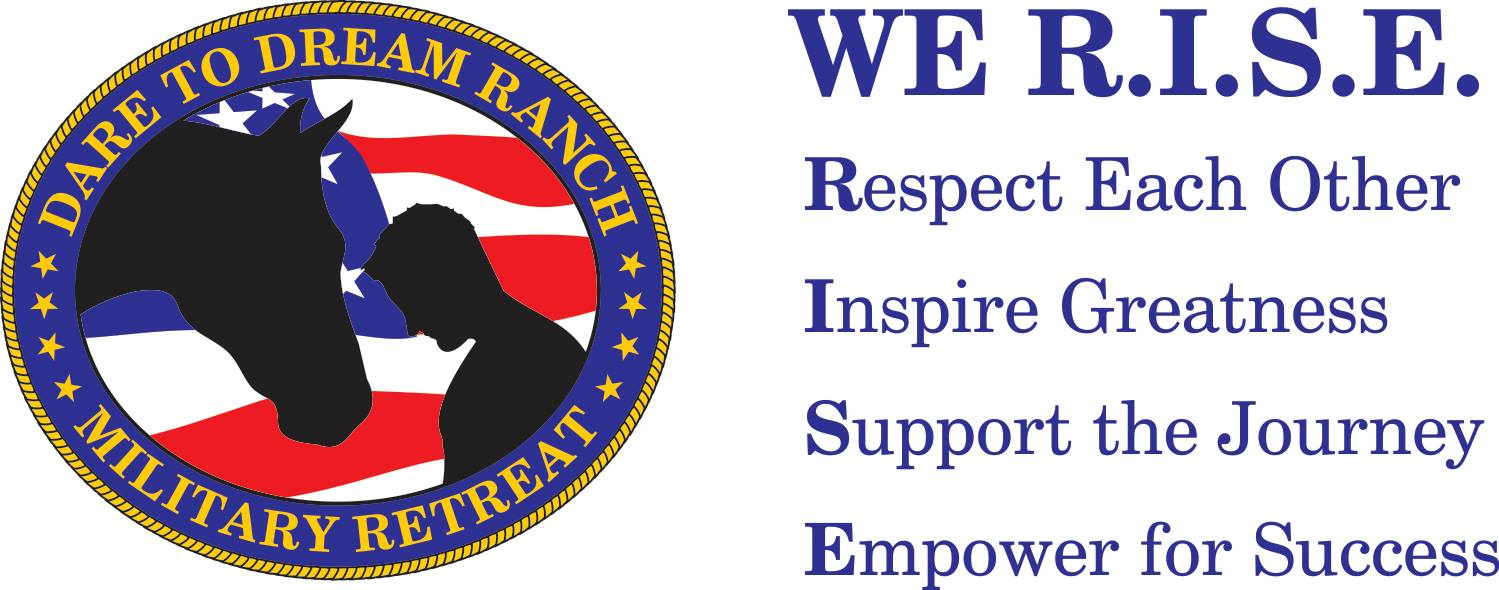 DARE TO DREAM RANCH
MILITARY RETREAT
WE R.I.S.E.
Respect Each Other
Inspire Greatness
Support the Journey
Empower for Success